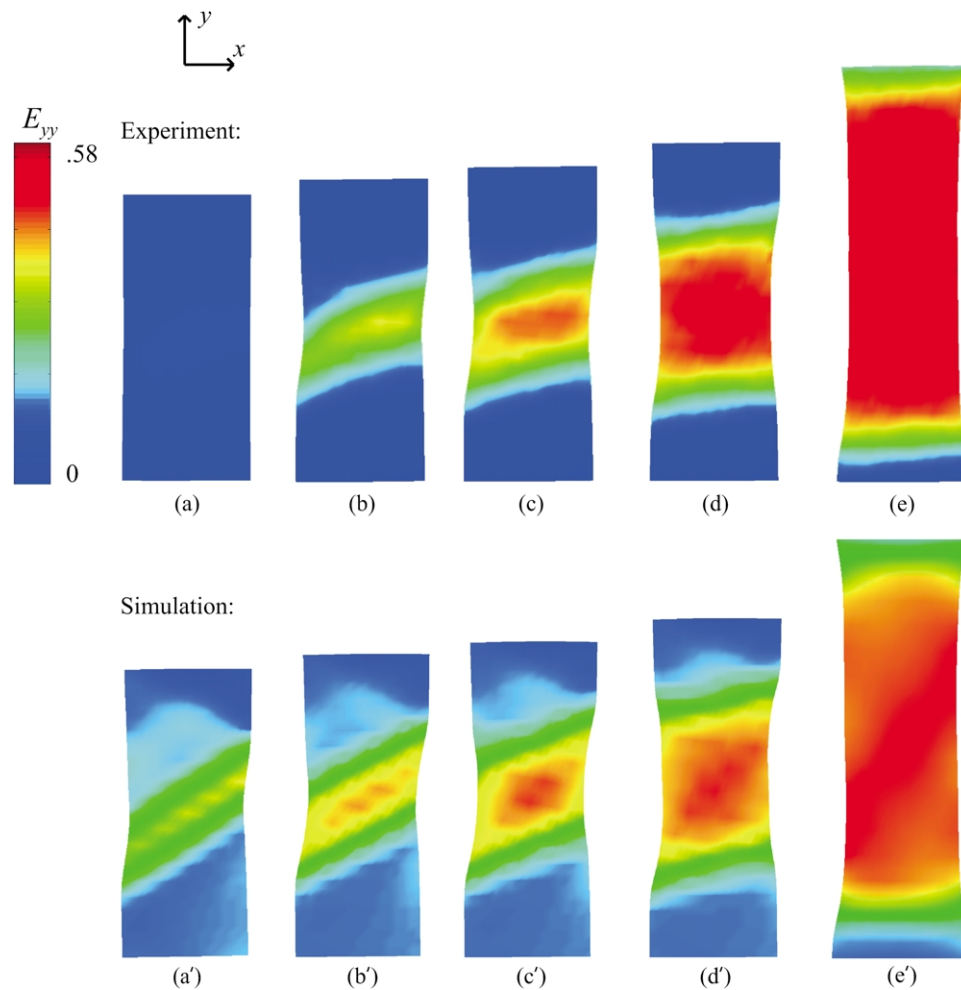 y
x
E_yy
Experiment:
.58
0
(a)
(b)
(c)
(d)
(e)
Simulation:
(a′)
(b′)
(c′)
(d′)
(e′)